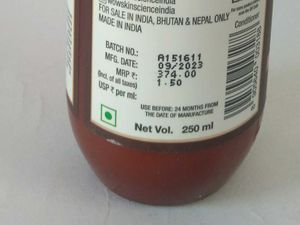 @wowskinscienceindia
FOR SALE IN INDIA, BHUTAN & NEPAL ONLY
MADE IN INDIA
Conditioner
BATCH NO.: A151611
MFG. DATE: 09/2023
MRP ₹: 374.00
(Incl. of all taxes)
USP ₹ per ml: 1.50
USE BEFORE: 24 MONTHS FROM
THE DATE OF MANUFACTURE
Net Vol. 250 ml